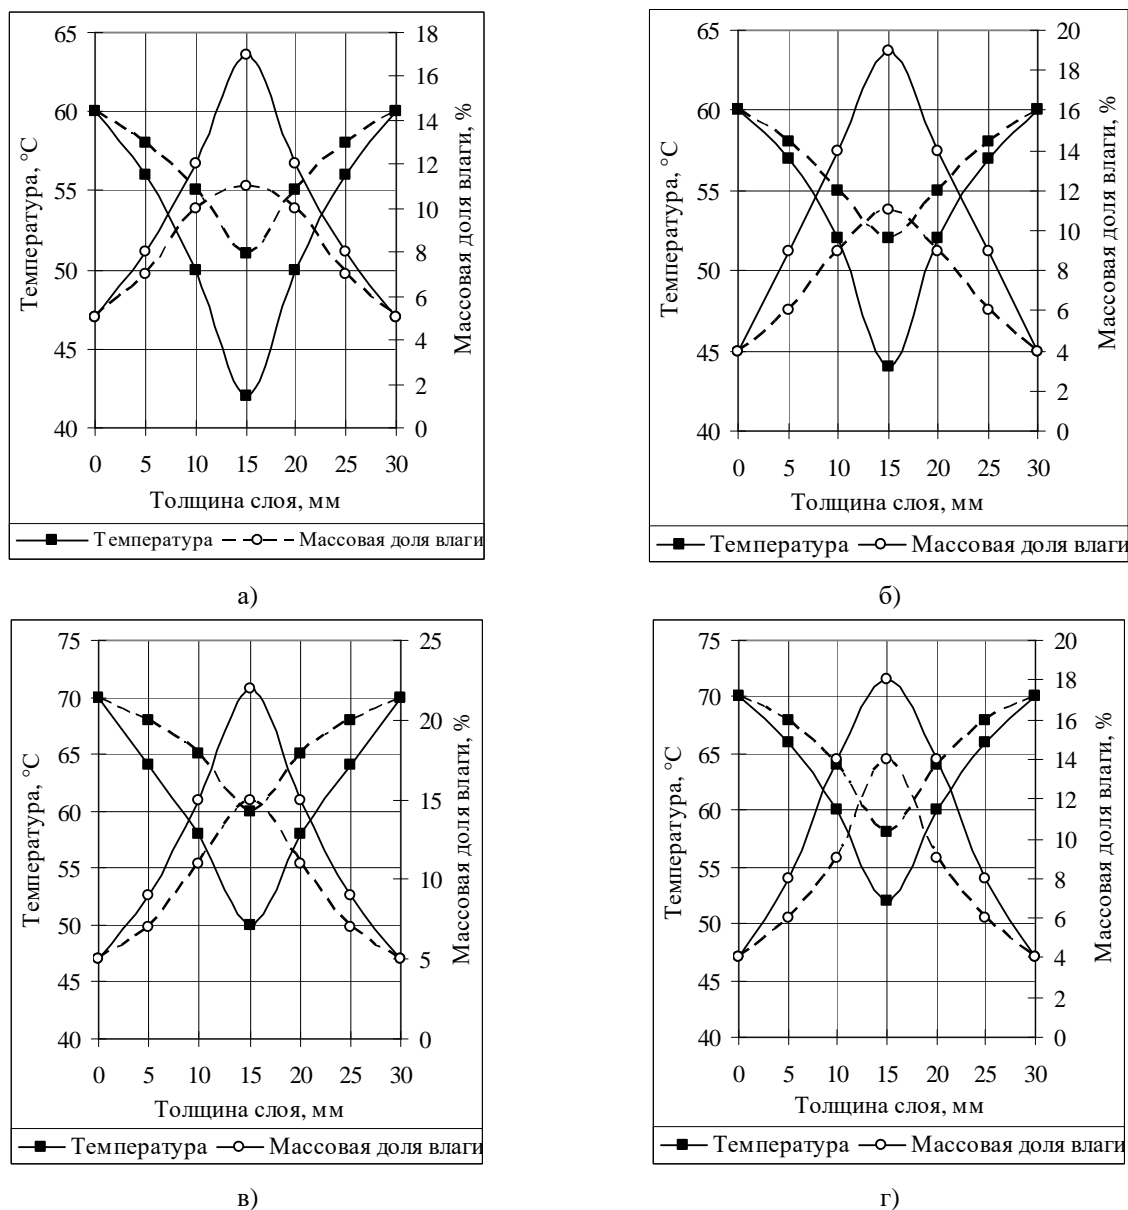 65
60
55
50
45
40
Температура, °С
18
16
14
12
10
8
6
4
2
0
Массовая доля влаги, %
0 5 10 15 20 25 30
Толщина слоя, мм
Температура Массовая доля влаги
а)
65
60
55
50
45
40
Температура, °С
20
18
16
14
12
10
8
6
4
2
0
Массовая доля влаги, %
0 5 10 15 20 25 30
Толщина слоя, мм
Температура Массовая доля влаги
б)
75
70
65
60
55
50
45
40
Температура, °С
25
20
15
10
5
0
Массовая доля влаги, %
0 5 10 15 20 25 30
Толщина слоя, мм
Температура Массовая доля влаги
в)
75
70
65
60
55
50
45
40
Температура, °С
20
18
16
14
12
10
8
6
4
2
0
Массовая доля влаги, %
0 5 10 15 20 25 30
Толщина слоя, мм
Температура Массовая доля влаги
г)